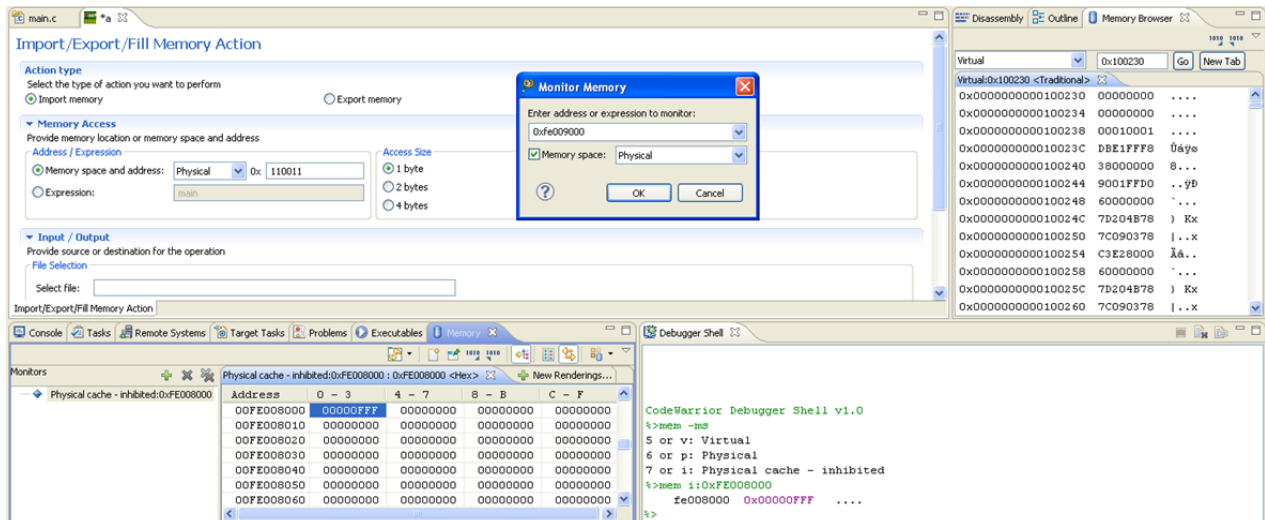 main.c *a
Import/Export/Fill Memory Action
Action type
Select the type of action you want to perform
Import memory Export memory
Memory Access
Provide memory location or memory space and address
Address / Expression
Memory space and address: Physical 0x 110011
Expression: main
Access Size
1 byte
2 bytes
4 bytes
Input / Output
Provide source or destination for the operation
File Selection
Select file:
Import/Export/Fill Memory Action
Monitor Memory
Enter address or expression to monitor:
0xfe009000
Memory space: Physical
OK Cancel
Disassembly Outline Memory Browser
Virtual 0x100230 Go New Tab
Virtual:0x100230 <Traditional>
0x0000000000100230 00000000 ....
0x0000000000100234 00000000 ....
0x0000000000100238 00010001 ....
0x000000000010023C DBE1FFF8 Ûáÿø
0x0000000000100240 38000000 8...
0x0000000000100244 9001FFD0 ..ÿÐ
0x0000000000100248 60000000 `...
0x000000000010024C 7D204B78 } Kx
0x0000000000100250 7C090378 |..x
0x0000000000100254 C3E28000 Ãâ..
0x0000000000100258 60000000 `...
0x000000000010025C 7D204B78 } Kx
0x0000000000100260 7C090378 |..x
Console Tasks Remote Systems Target Tasks Problems Executables Memory
Monitors
Physical cache - inhibited:0xFE008000
Physical cache - inhibited:0xFE008000 : 0xFE008000 <Hex> New Renderings...
Address 0 - 3 4 - 7 8 - B C - F
00FE008000 00000FFF 00000000 00000000 00000000
00FE008010 00000000 00000000 00000000 00000000
00FE008020 00000000 00000000 00000000 00000000
00FE008030 00000000 00000000 00000000 00000000
00FE008040 00000000 00000000 00000000 00000000
00FE008050 00000000 00000000 00000000 00000000
00FE008060 00000000 00000000 00000000 00000000
Debugger Shell
CodeWarrior Debugger Shell v1.0
%>mem -ms
5 or v: Virtual
6 or p: Physical
7 or i: Physical cache - inhibited
%>mem i:0xFE008000
fe008000 0x00000FFF ....
%>